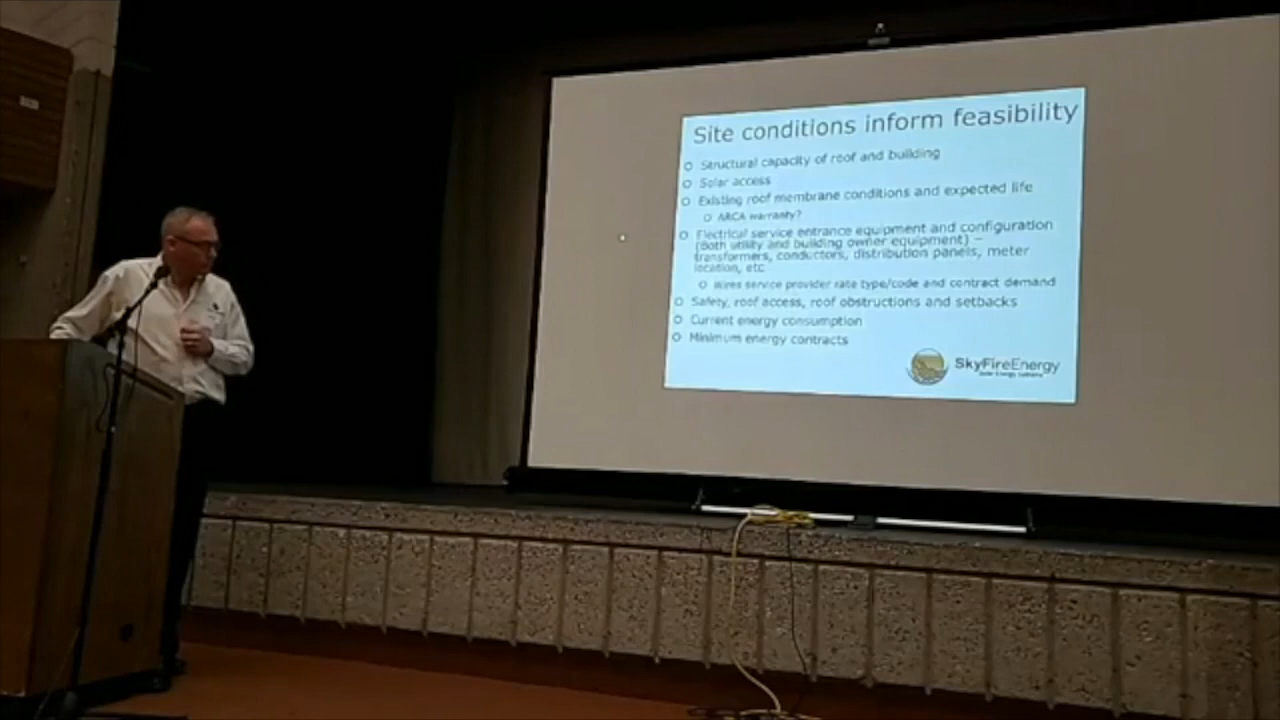 Site conditions inform feasibility
Structural capacity of roof and building
Solar access
Existing roof membrane conditions and expected life
ARCA warranty?
Electrical service entrance equipment and configuration
(Both utility and building owner equipment) –
transformers, conductors, distribution panels, meter
location, etc
Wires service provider rate type/code and contract demand
Safety, roof access, roof obstructions and setbacks
Current energy consumption
Minimum energy contracts
SkyFireEnergy
Solar Energy Systems